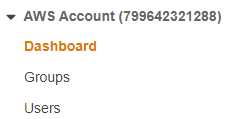 AWS Account (799642321288)
Dashboard
Groups
Users